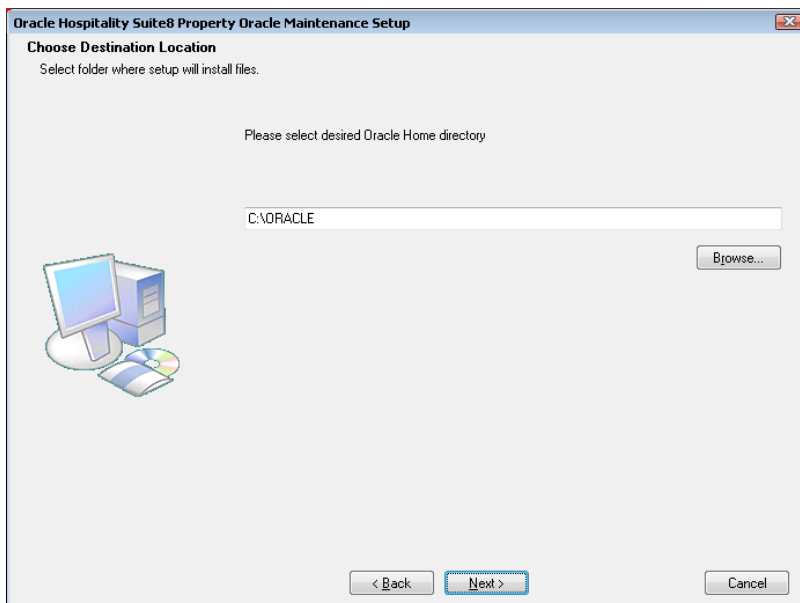 Oracle Hospitality Suite8 Property Oracle Maintenance Setup
Choose Destination Location
Select folder where setup will install files.
Please select desired Oracle Home directory
C:\ORACLE
Browse...
< Back Next > Cancel